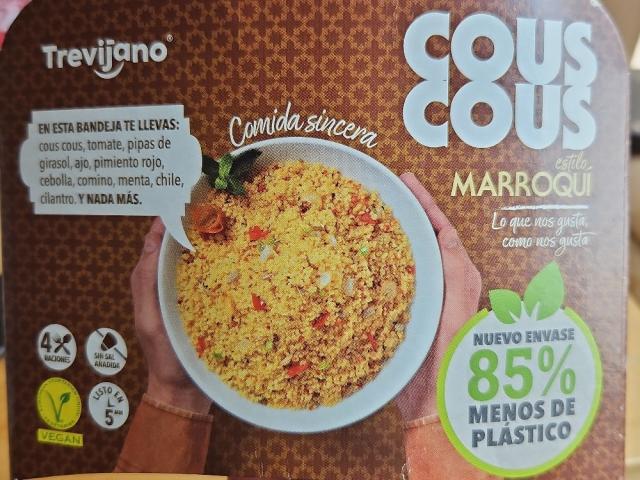 Trevijano®
COUS
COUS
estilo
MARROQUÍ
Lo que nos gusta,
como nos gusta
EN ESTA BANDEJA TE LLEVAS:
cous cous, tomate, pipas de
girasol, ajo, pimiento rojo,
cebolla, comino, menta, chile,
cilantro. Y NADA MÁS.
Comida sincera
4
RACIONES
SIN SAL
AÑADIDA
V
VEGAN
LISTO EN
5 MIN
NUEVO ENVASE
85%
MENOS DE
PLÁSTICO